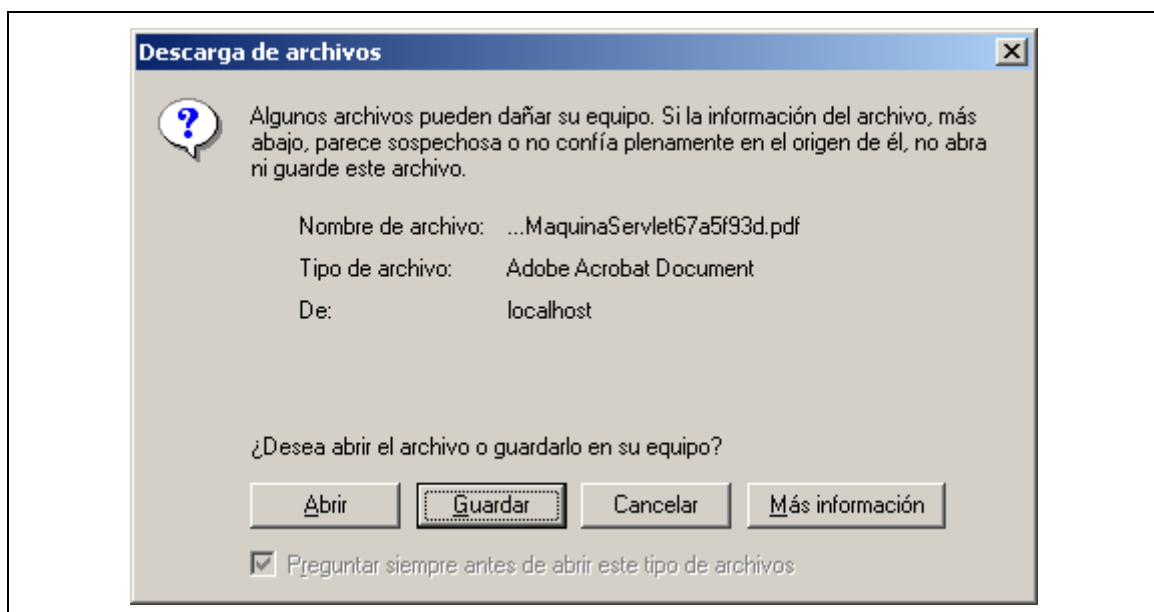 Descarga de archivos
Algunos archivos pueden dañar su equipo. Si la información del archivo, más
abajo, parece sospechosa o no confía plenamente en el origen de él, no abra
ni guarde este archivo.
Nombre de archivo: ...MaquinaServlet67a5f93d.pdf
Tipo de archivo: Adobe Acrobat Document
De: localhost
¿Desea abrir el archivo o guardarlo en su equipo?
Abrir Guardar Cancelar Más información
Preguntar siempre antes de abrir este tipo de archivos